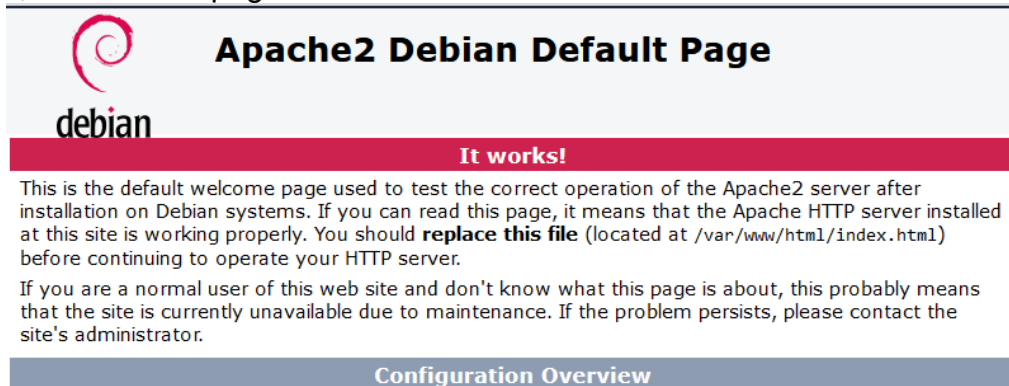 Apache2 Debian Default Page
debian
It works!
This is the default welcome page used to test the correct operation of the Apache2 server after
installation on Debian systems. If you can read this page, it means that the Apache HTTP server installed
at this site is working properly. You should replace this file (located at /var/www/html/index.html)
before continuing to operate your HTTP server.
If you are a normal user of this web site and don't know what this page is about, this probably means
that the site is currently unavailable due to maintenance. If the problem persists, please contact the
site's administrator.
Configuration Overview